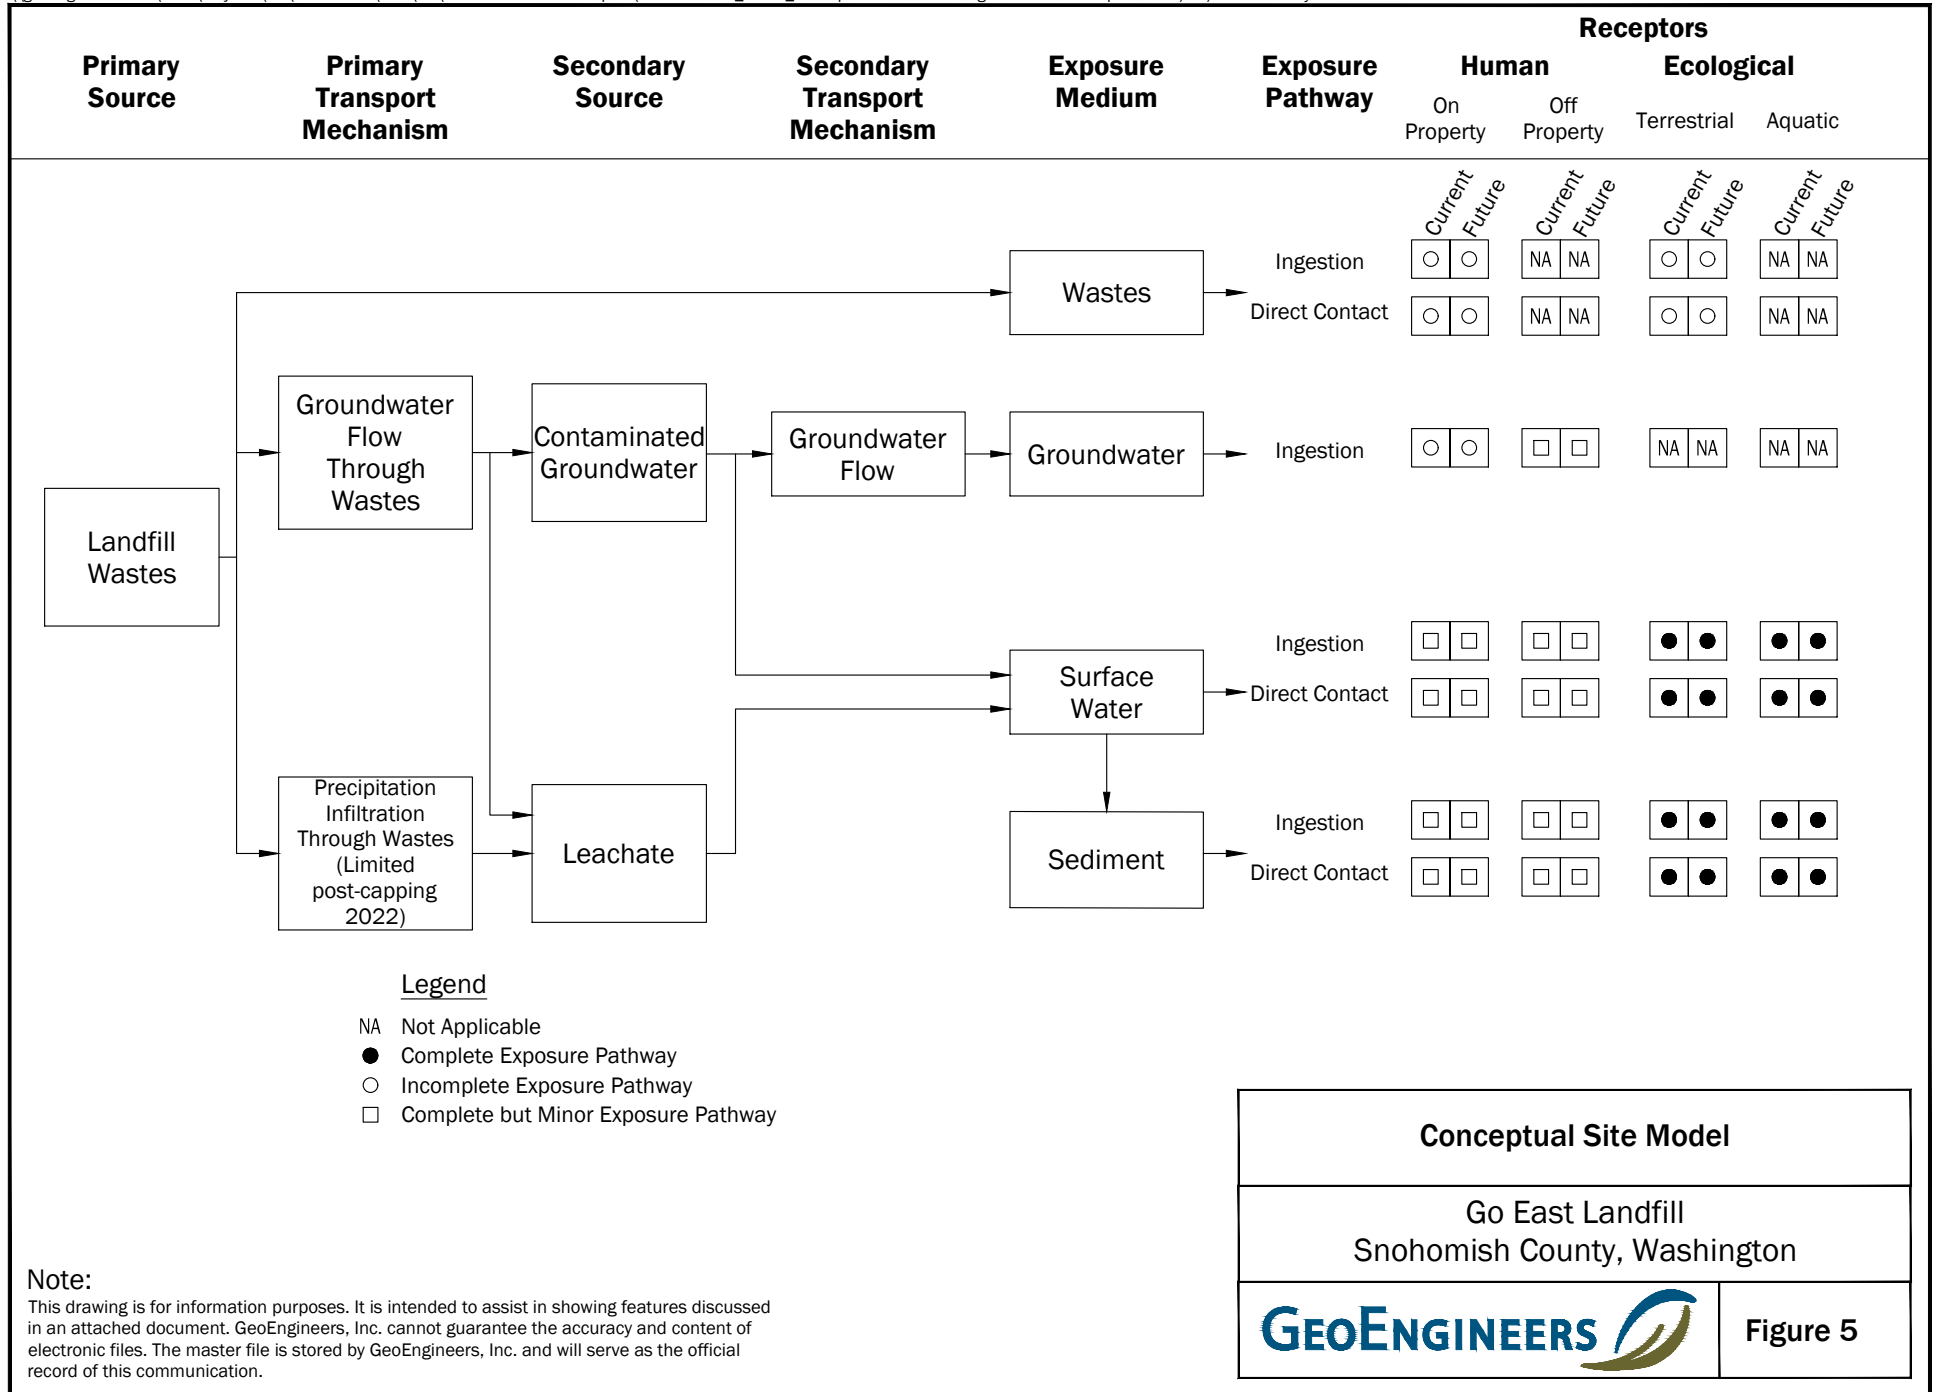 Receptors
Primary
Source
Primary
Transport
Mechanism
Secondary
Source
Secondary
Transport
Mechanism
Exposure
Medium
Exposure
Pathway
Human
Ecological
On
Property
Off
Property
Terrestrial
Aquatic
Current
Future
Current
Future
Current
Future
Current
Future
Wastes
Ingestion
NA NA
NA NA
Direct Contact
NA NA
NA NA
Groundwater
Flow
Through
Wastes
Contaminated
Groundwater
Groundwater
Flow
Groundwater
Ingestion
NA NA
NA NA
Landfill
Wastes
Surface
Water
Ingestion
Direct Contact
Precipitation
Infiltration
Through Wastes
(Limited
post-capping
2022)
Leachate
Sediment
Ingestion
Direct Contact
Legend
NA Not Applicable
Complete Exposure Pathway
Incomplete Exposure Pathway
Complete but Minor Exposure Pathway
Conceptual Site Model
Go East Landfill
Snohomish County, Washington
GEOENGINEERS
Figure 5
Note:
This drawing is for information purposes. It is intended to assist in showing features discussed
in an attached document. GeoEngineers, Inc. cannot guarantee the accuracy and content of
electronic files. The master file is stored by GeoEngineers, Inc. and will serve as the official
record of this communication.